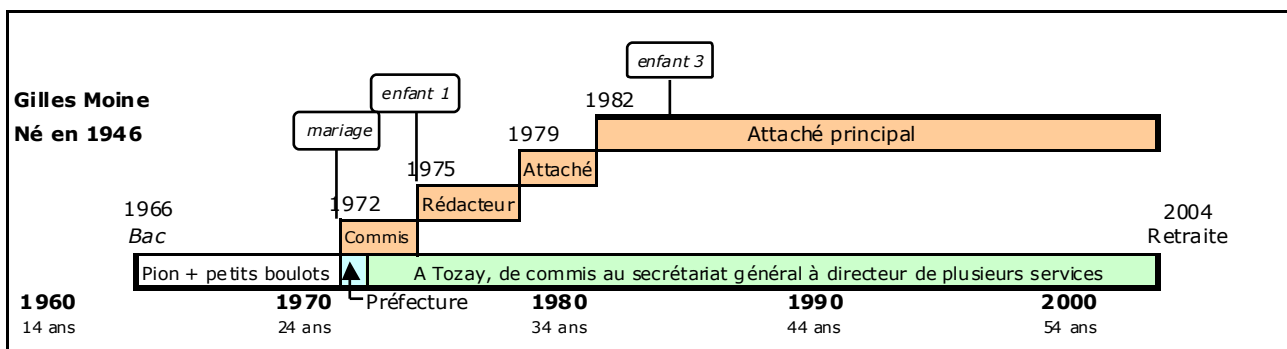 enfant 3
enfant 1
Gilles Moine
1982
Né en 1946
mariage
1979
Attaché principal
1975
Attaché
1972
Rédacteur
1966
Bac
2004
Retraite
Commis
Pion + petits boulots
A Tozay, de commis au secrétariat général à directeur de plusieurs services
Préfecture
1960 1970 1980 1990 2000
14 ans 24 ans 34 ans 44 ans 54 ans